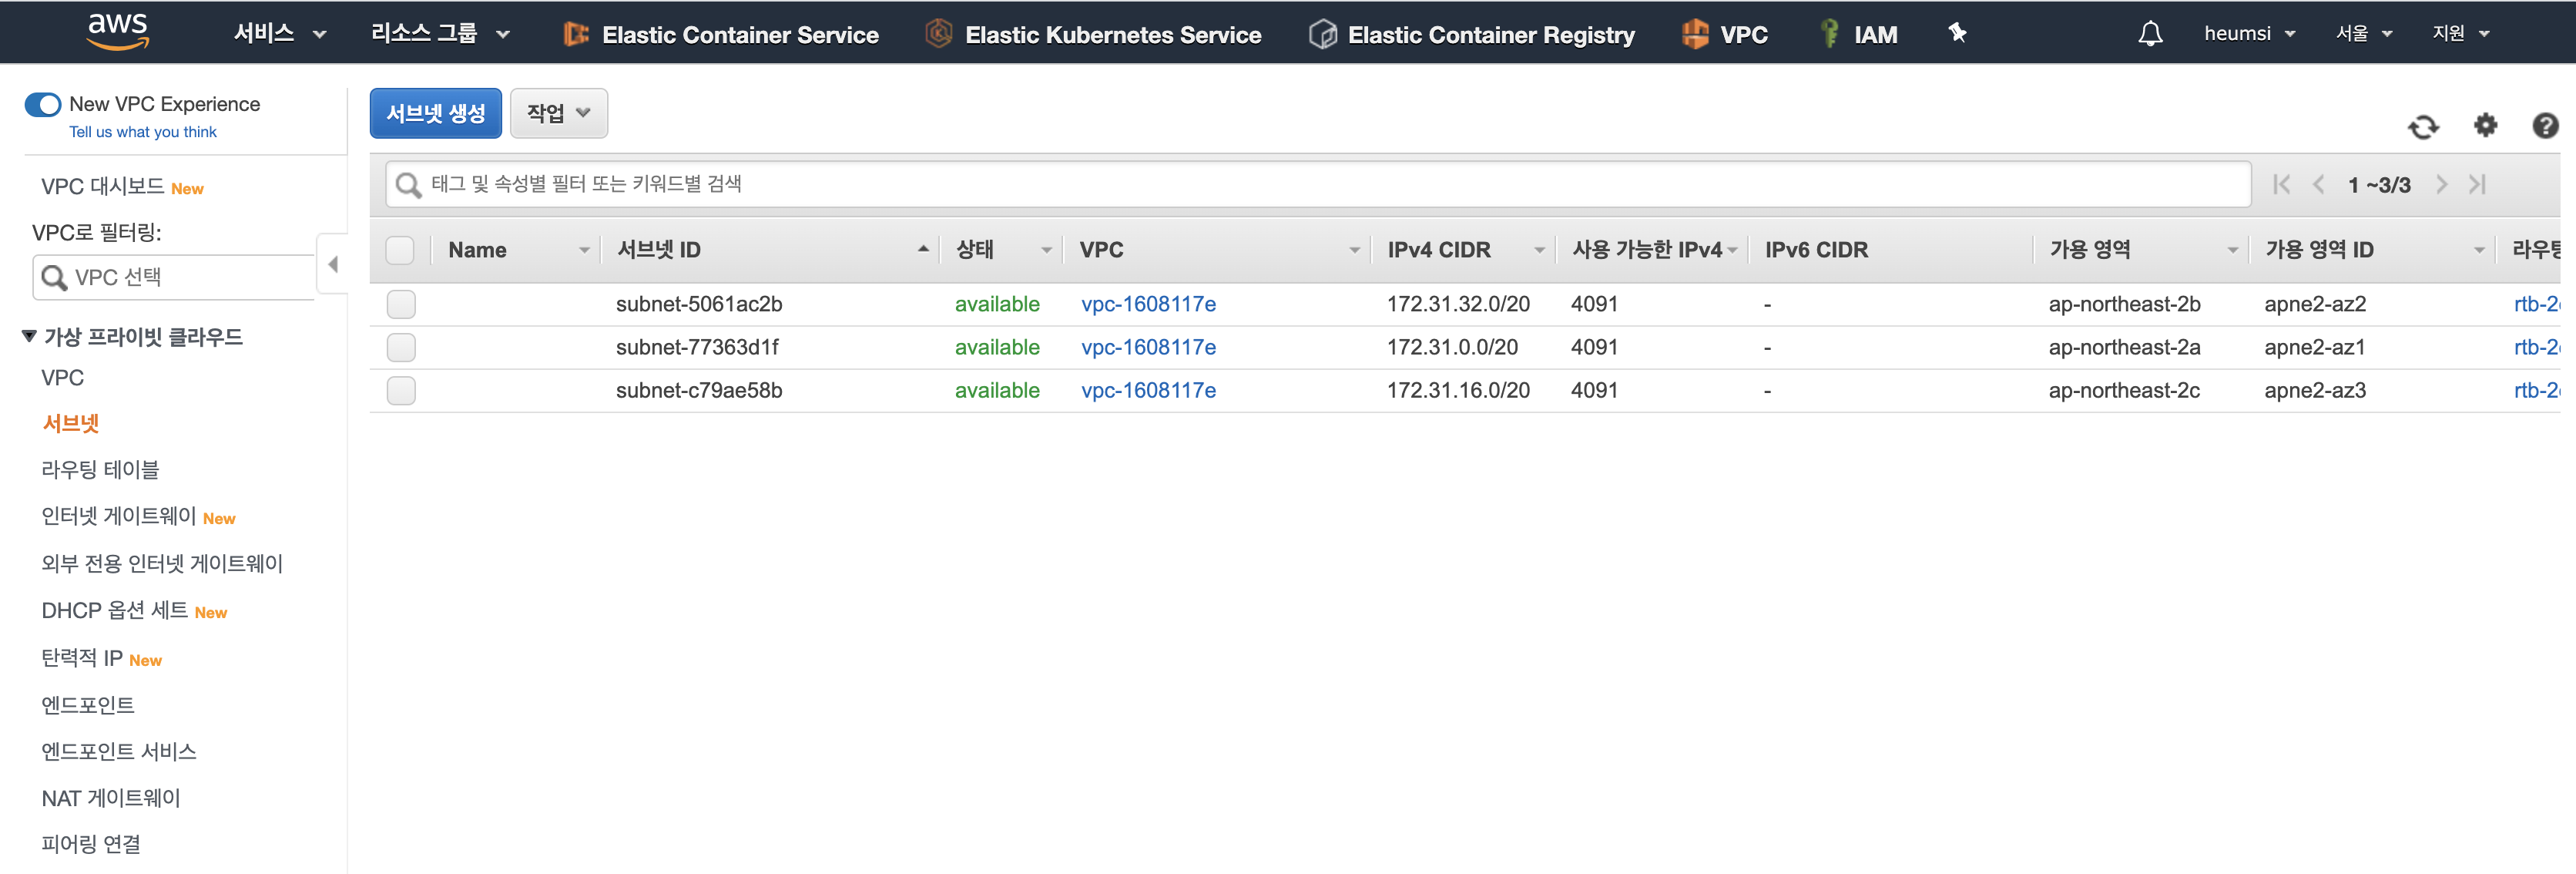 aws 서비스 리소스 그룹 Elastic Container Service Elastic Kubernetes Service Elastic Container Registry VPC IAM heumsi 서울 지원
New VPC Experience
Tell us what you think
VPC 대시보드 New
VPC로 필터링:
VPC 선택
가상 프라이빗 클라우드
VPC
서브넷
라우팅 테이블
인터넷 게이트웨이 New
외부 전용 인터넷 게이트웨이
DHCP 옵션 세트 New
탄력적 IP New
엔드포인트
엔드포인트 서비스
NAT 게이트웨이
피어링 연결
서브넷 생성 작업
태그 및 속성별 필터 또는 키워드별 검색 1 ~3/3
Name 서브넷 ID 상태 VPC IPv4 CIDR 사용 가능한 IPv4 IPv6 CIDR 가용 영역 가용 영역 ID
subnet-5061ac2b available vpc-1608117e 172.31.32.0/20 4091 - ap-northeast-2b apne2-az2 rtb-2
subnet-77363d1f available vpc-1608117e 172.31.0.0/20 4091 - ap-northeast-2a apne2-az1 rtb-2
subnet-c79ae58b available vpc-1608117e 172.31.16.0/20 4091 - ap-northeast-2c apne2-az3 rtb-2